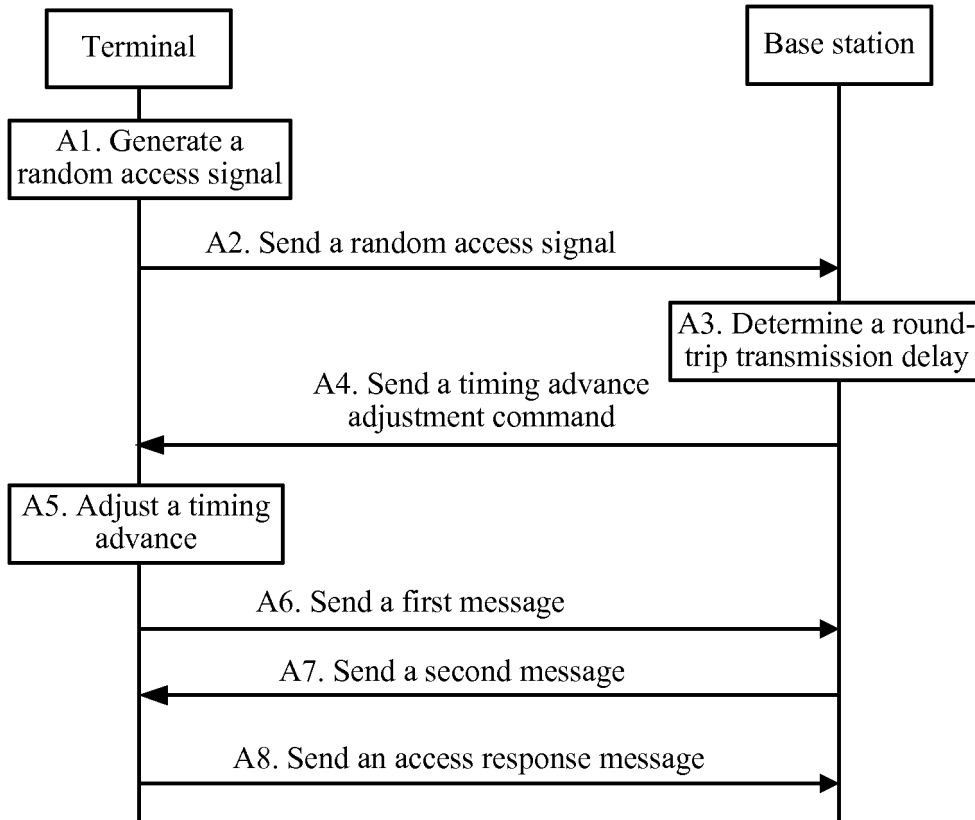 Terminal
Base station
A1. Generate a
random access signal
A2. Send a random access signal
A3. Determine a round-
trip transmission delay
A4. Send a timing advance
adjustment command
A5. Adjust a timing
advance
A6. Send a first message
A7. Send a second message
A8. Send an access response message